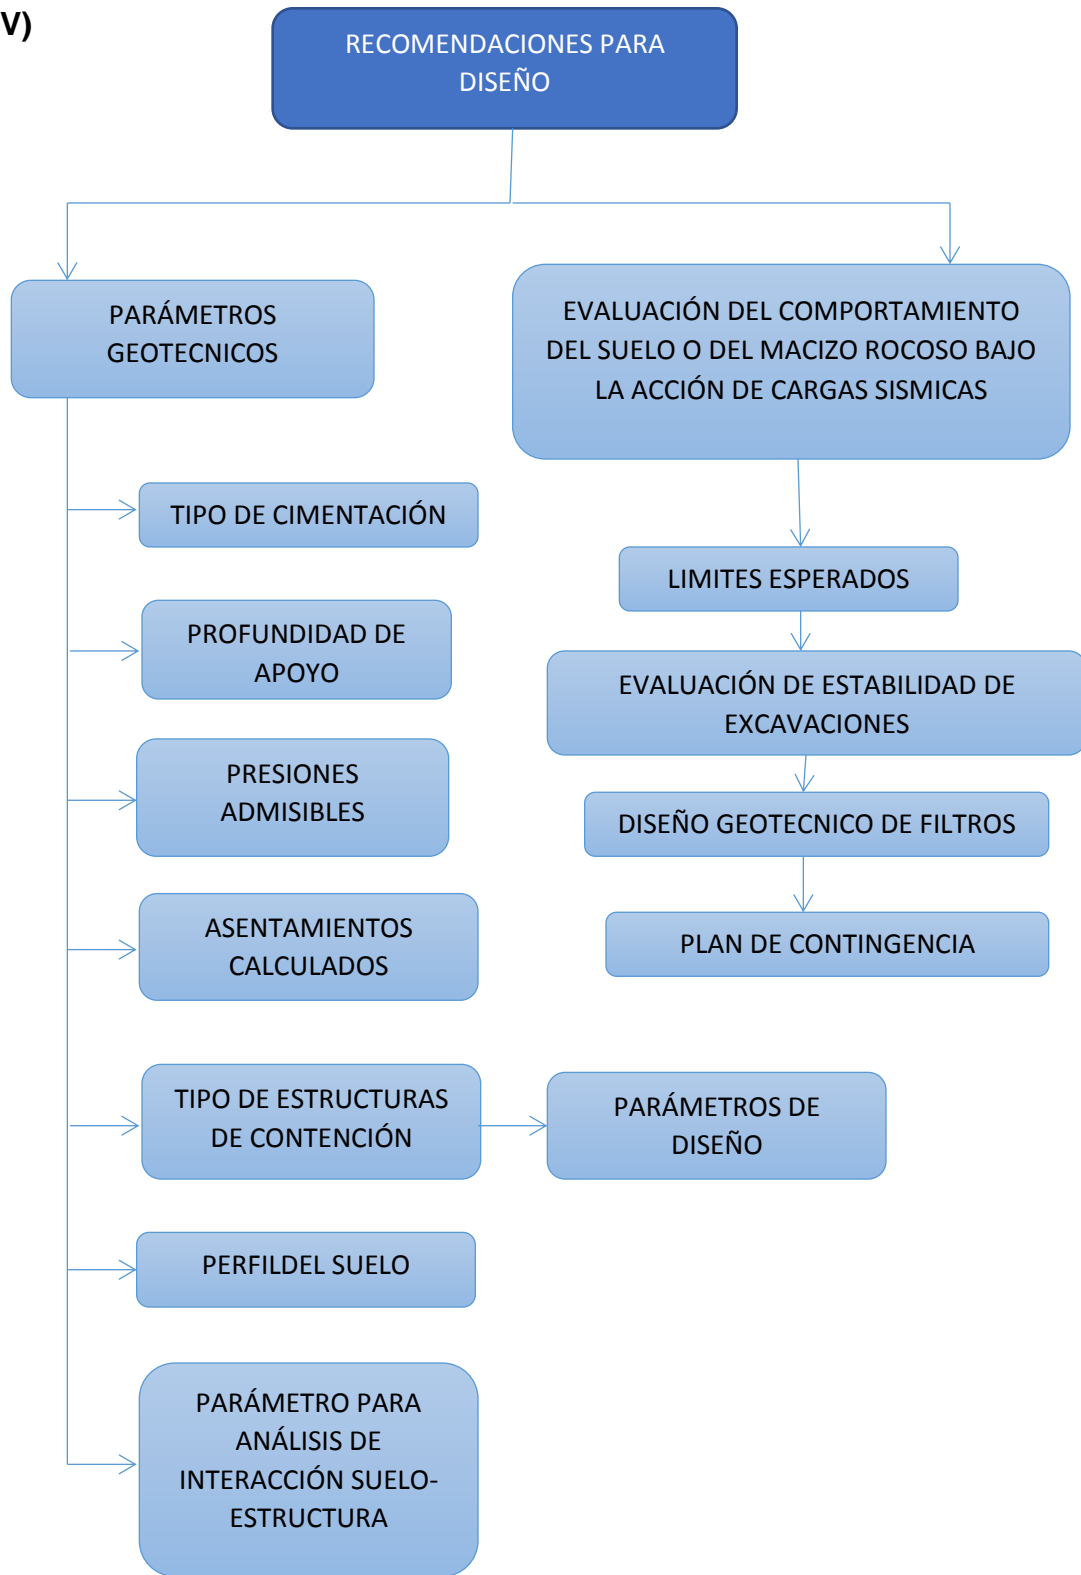 V)
RECOMENDACIONES PARA
DISEÑO
PARÁMETROS
GEOTECNICOS
TIPO DE CIMENTACIÓN
PROFUNDIDAD DE
APOYO
PRESIONES
ADMISIBLES
ASENTAMIENTOS
CALCULADOS
TIPO DE ESTRUCTURAS
DE CONTENCIÓN
PARÁMETROS DE
DISEÑO
PERFILDEL SUELO
PARÁMETRO PARA
ANÁLISIS DE
INTERACCIÓN SUELO-
ESTRUCTURA
EVALUACIÓN DEL COMPORTAMIENTO
DEL SUELO O DEL MACIZO ROCOSO BAJO
LA ACCIÓN DE CARGAS SISMICAS
LIMITES ESPERADOS
EVALUACIÓN DE ESTABILIDAD DE
EXCAVACIONES
DISEÑO GEOTECNICO DE FILTROS
PLAN DE CONTINGENCIA